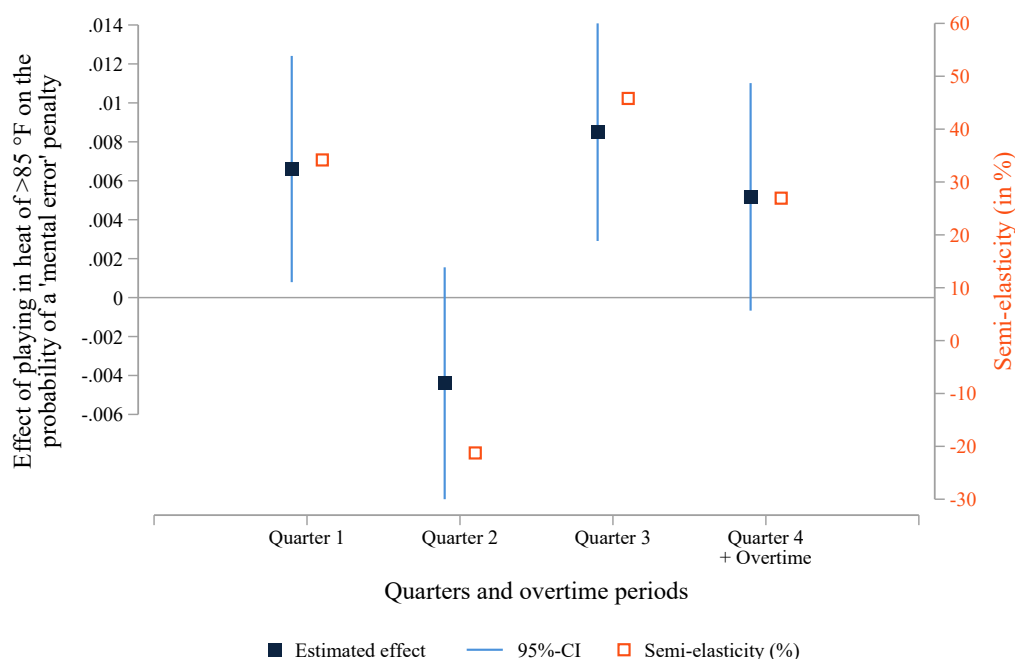 Effect of playing in heat of >85 °F on the
probability of a 'mental error' penalty
.014
.012
.01
.008
.006
.004
.002
0
-.002
-.004
-.006
60
50
40
30
20
10
0
-10
-20
-30
Semi-elasticity (in %)
Quarter 1
Quarter 2
Quarter 3
Quarter 4
+ Overtime
Quarters and overtime periods
Estimated effect
95%-CI
Semi-elasticity (%)